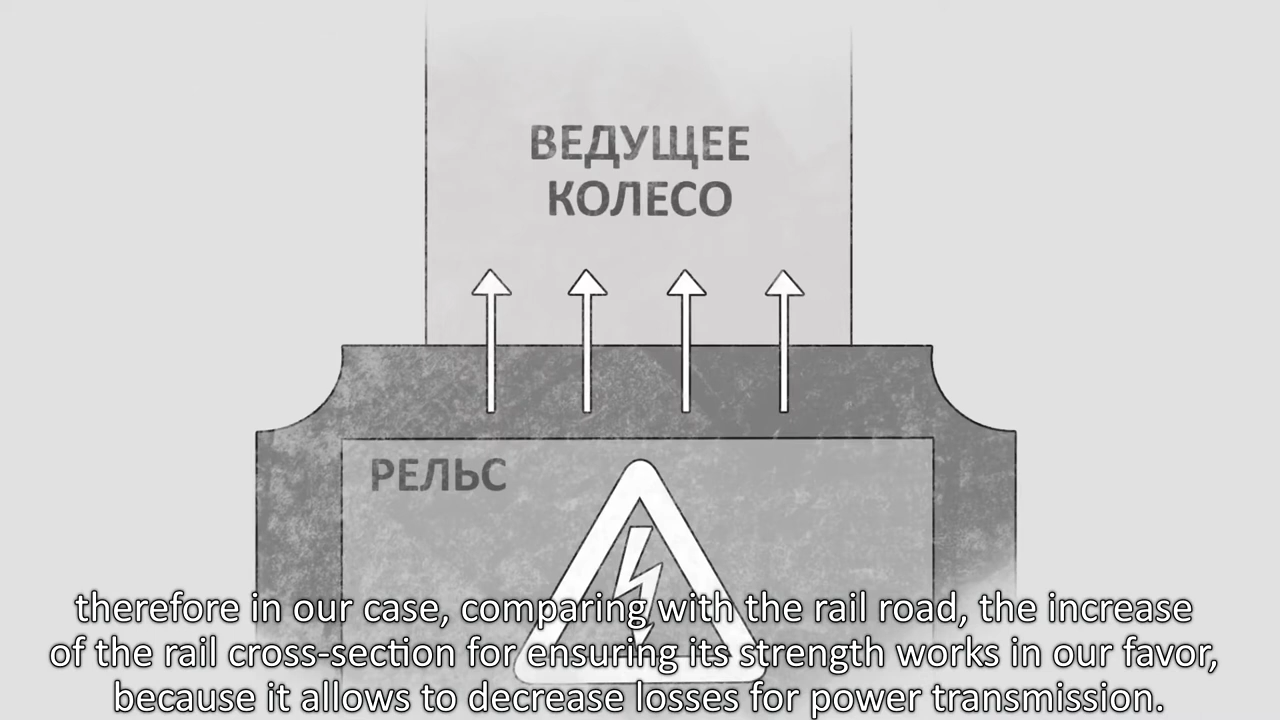 ВЕДУЩЕЕ
КОЛЕСО
РЕЛЬС
therefore in our case, comparing with the rail road, the increase
of the rail cross-section for ensuring its strength works in our favor,
because it allows to decrease losses for power transmission.